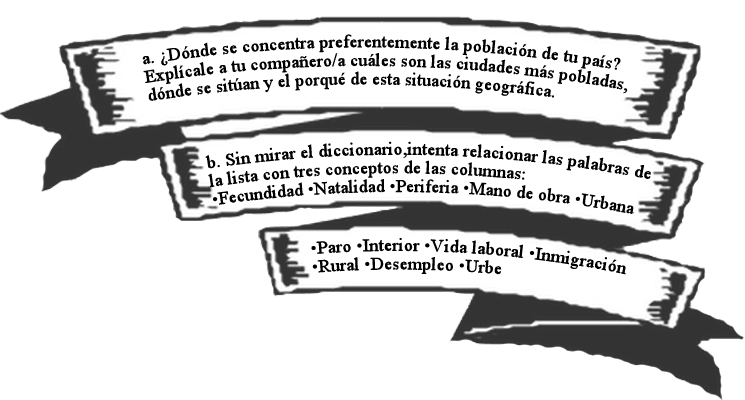 a. ¿Dónde se concentra preferentemente la población de tu país?
Explícale a tu compañero/a cuáles son las ciudades más pobladas,
dónde se sitúan y el porqué de esta situación geográfica.
b. Sin mirar el diccionario,intenta relacionar las palabras de
la lista con tres conceptos de las columnas:
•Fecundidad •Natalidad •Periferia •Mano de obra •Urbana
•Paro •Interior •Vida laboral •Inmigración
•Rural •Desempleo •Urbe